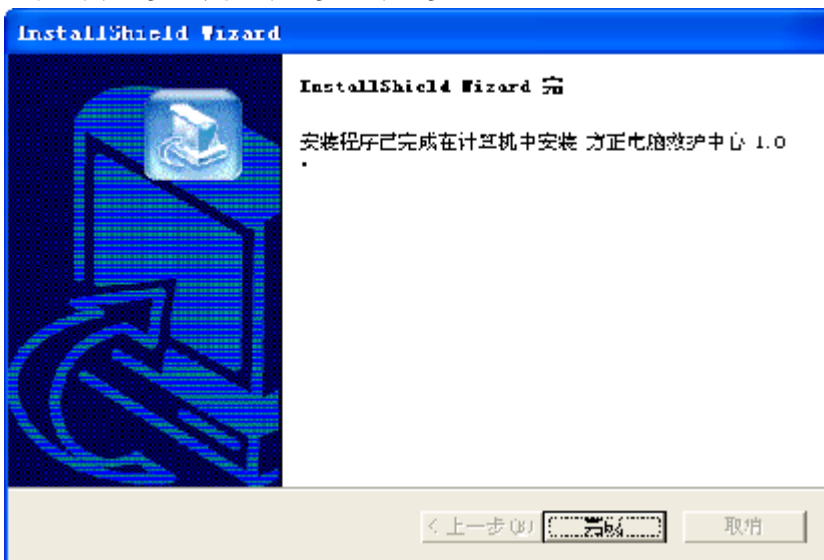 InstallShield Wizard
InstallShield Wizard 完
安装程序已完成在计算机中安装 方正电脑救护中心 1.0
.
< 上一步(B)
完成
取消